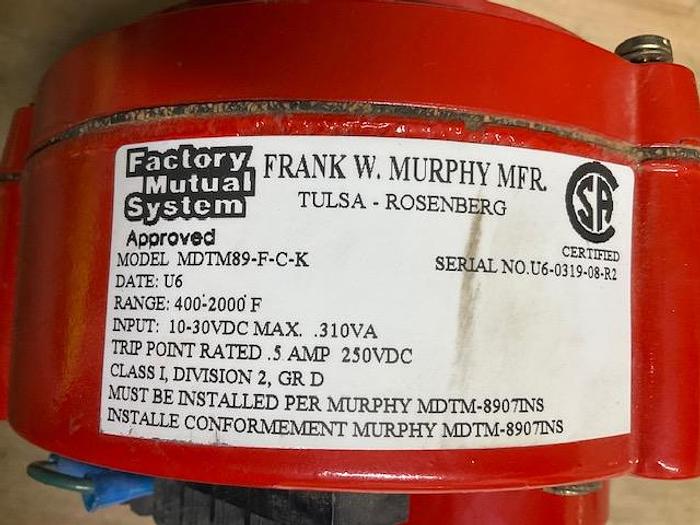 Factory Mutual System
Approved
FRANK W. MURPHY MFR.
TULSA - ROSENBERG
CSA
CERTIFIED
MODEL MDTM89-F-C-K
SERIAL NO.U6-0319-08-R2
DATE: U6
RANGE: 400-2000 F
INPUT: 10-30VDC MAX. .310VA
TRIP POINT RATED .5 AMP 250VDC
CLASS I, DIVISION 2, GR D
MUST BE INSTALLED PER MURPHY MDTM-8907INS
INSTALLE CONFORMEMENT MURPHY MDTM-8907INS